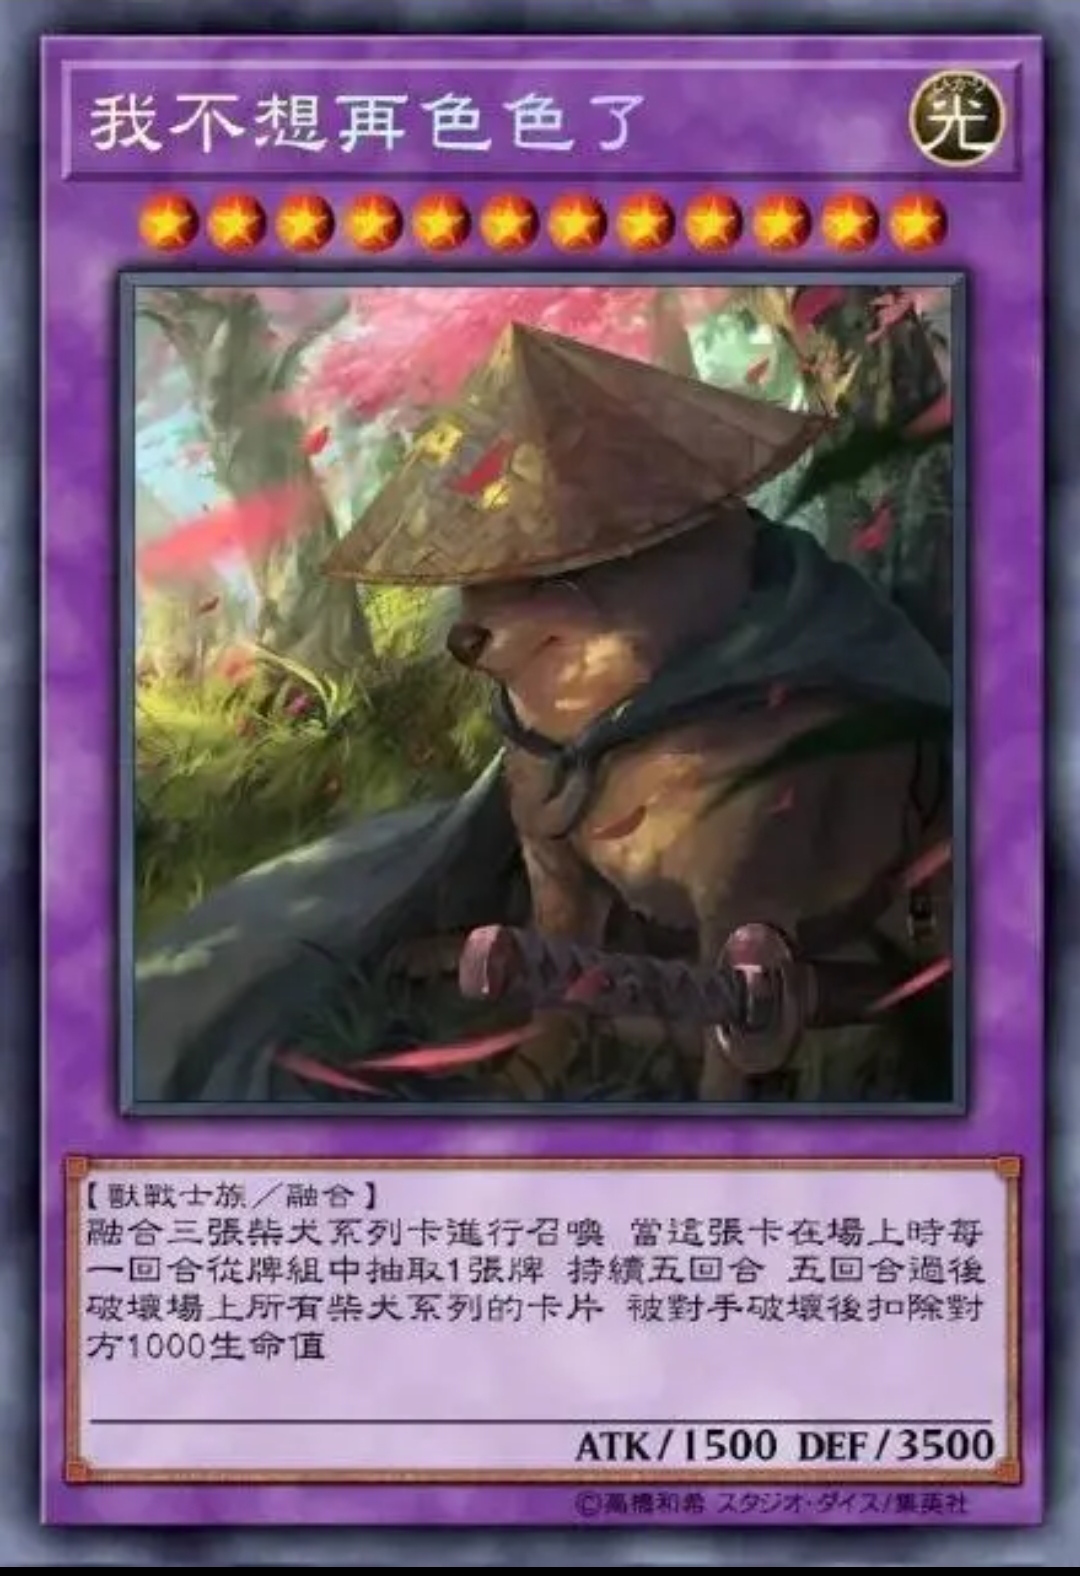 我不想再色色了
ひかり
光
【獸戰士族／融合】
融合三張柴犬系列卡進行召喚 當這張卡在場上時每
一回合從牌組中抽取1張牌 持續五回合 五回合過後
破壞場上所有柴犬系列的卡片 被對手破壞後扣除對
方1000生命值
ATK/1500 DEF/3500
©高橋和希 スタジオ・ダイス/集英社